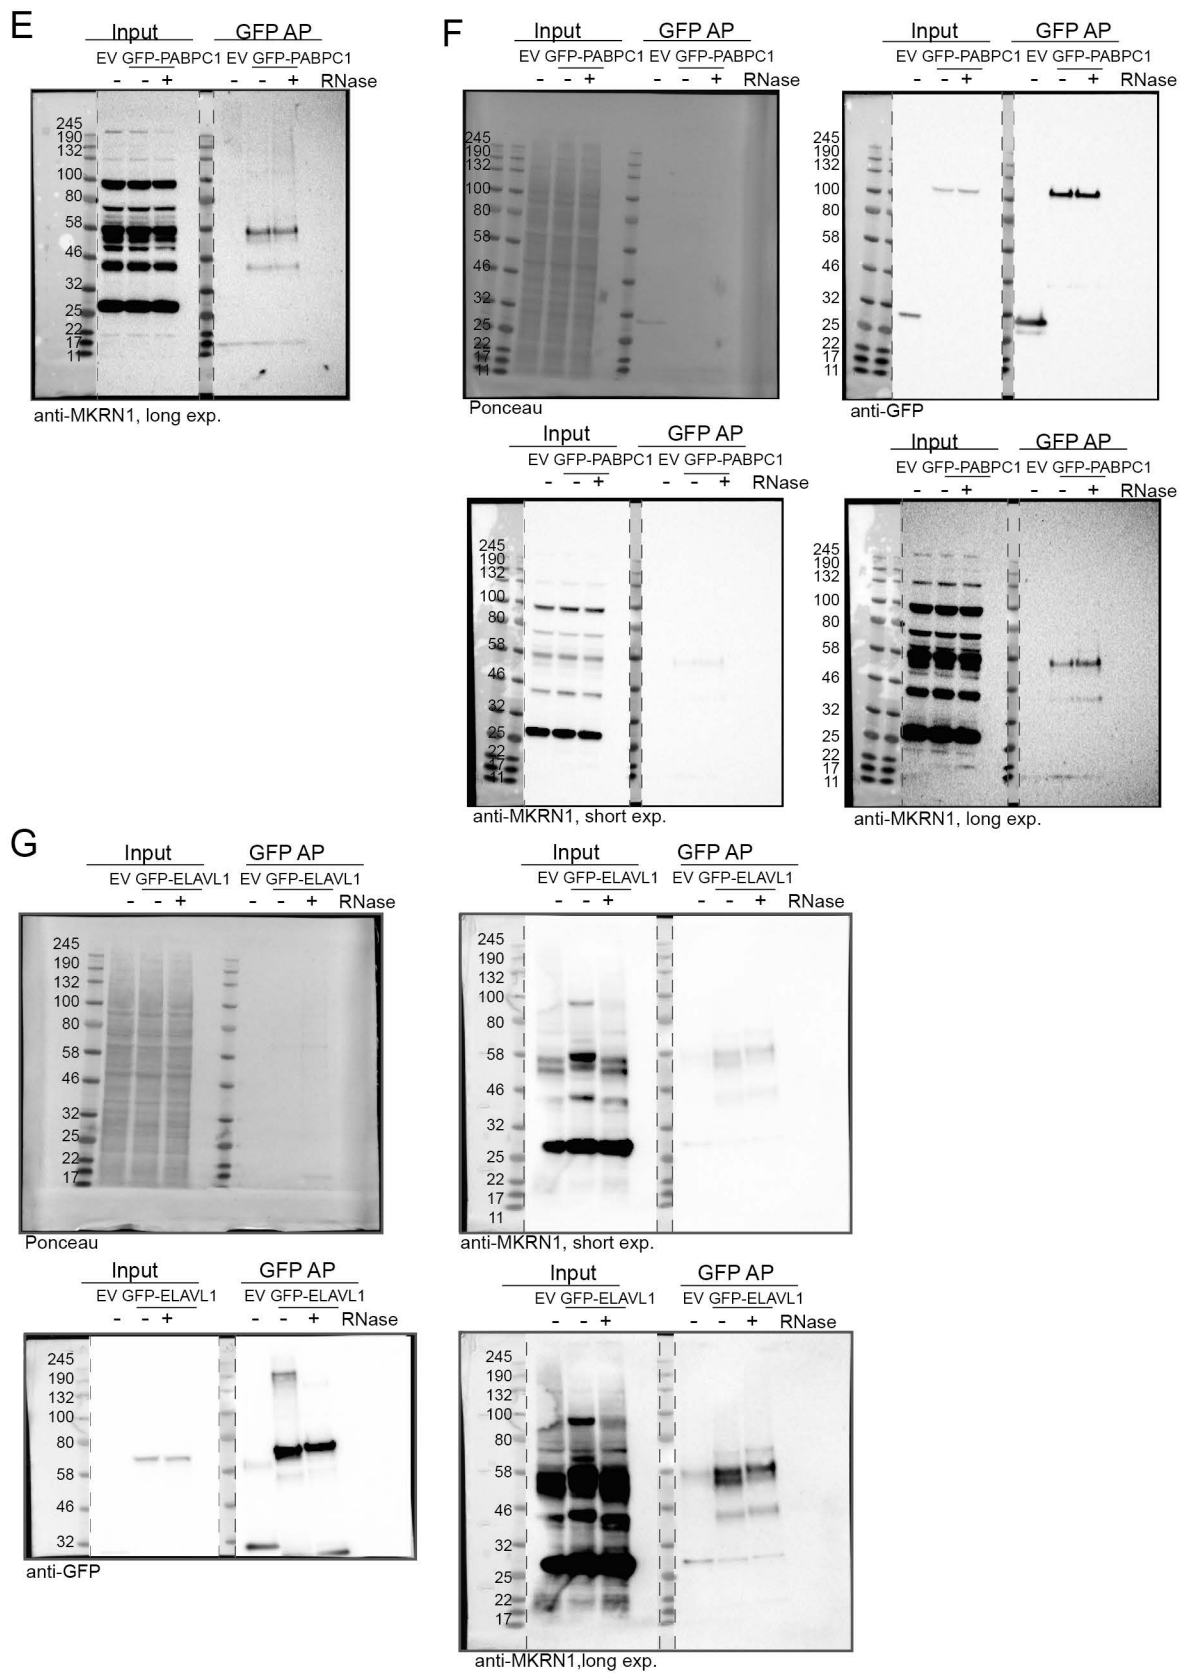 E
Input GFP AP
EV GFP-PABPC1 EV GFP-PABPC1
- - + - - + RNase
245
190
132
100
80
58
46
32
25
22
17
11
anti-MKRN1, long exp.
F
Input GFP AP
EV GFP-PABPC1 EV GFP-PABPC1
- - + - - + RNase
245
190
132
100
80
58
46
32
25
22
17
11
Ponceau
Input GFP AP
EV GFP-PABPC1 EV GFP-PABPC1
- - + - - + RNase
245
190
132
100
80
58
46
32
25
22
17
11
anti-GFP
Input GFP AP
EV GFP-PABPC1 EV GFP-PABPC1
- - + - - + RNase
245
190
132
100
80
58
46
32
25
22
17
11
anti-MKRN1, short exp.
Input GFP AP
EV GFP-PABPC1 EV GFP-PABPC1
- - + - - + RNase
245
190
132
100
80
58
46
32
25
22
17
11
anti-MKRN1, long exp.
G
Input GFP AP
EV GFP-ELAVL1 EV GFP-ELAVL1
- - + - - + RNase
245
190
132
100
80
58
46
32
25
22
17
Ponceau
Input GFP AP
EV GFP-ELAVL1 EV GFP-ELAVL1
- - + - - + RNase
245
190
132
100
80
58
46
32
25
22
17
11
anti-MKRN1, short exp.
Input GFP AP
EV GFP-ELAVL1 EV GFP-ELAVL1
- - + - - + RNase
245
190
132
100
80
58
46
32
anti-GFP
Input GFP AP
EV GFP-ELAVL1 EV GFP-ELAVL1
- - + - - + RNase
245
190
132
100
80
58
46
32
25
22
17
anti-MKRN1,long exp.